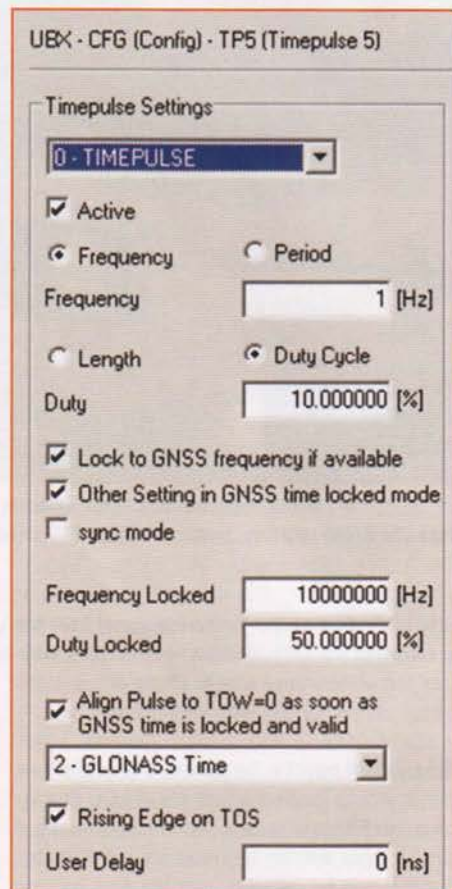 UBX - CFG (Config) - TP5 (Timepulse 5)
Timepulse Settings
0 - TIMEPULSE
Active
Frequency Period
Frequency 1 [Hz]
Length Duty Cycle
Duty 10.000000 [%]
Lock to GNSS frequency if available
Other Setting in GNSS time locked mode
sync mode
Frequency Locked 10000000 [Hz]
Duty Locked 50.000000 [%]
Align Pulse to TOW=0 as soon as
GNSS time is locked and valid
2 - GLONASS Time
Rising Edge on TOS
User Delay 0 [ns]